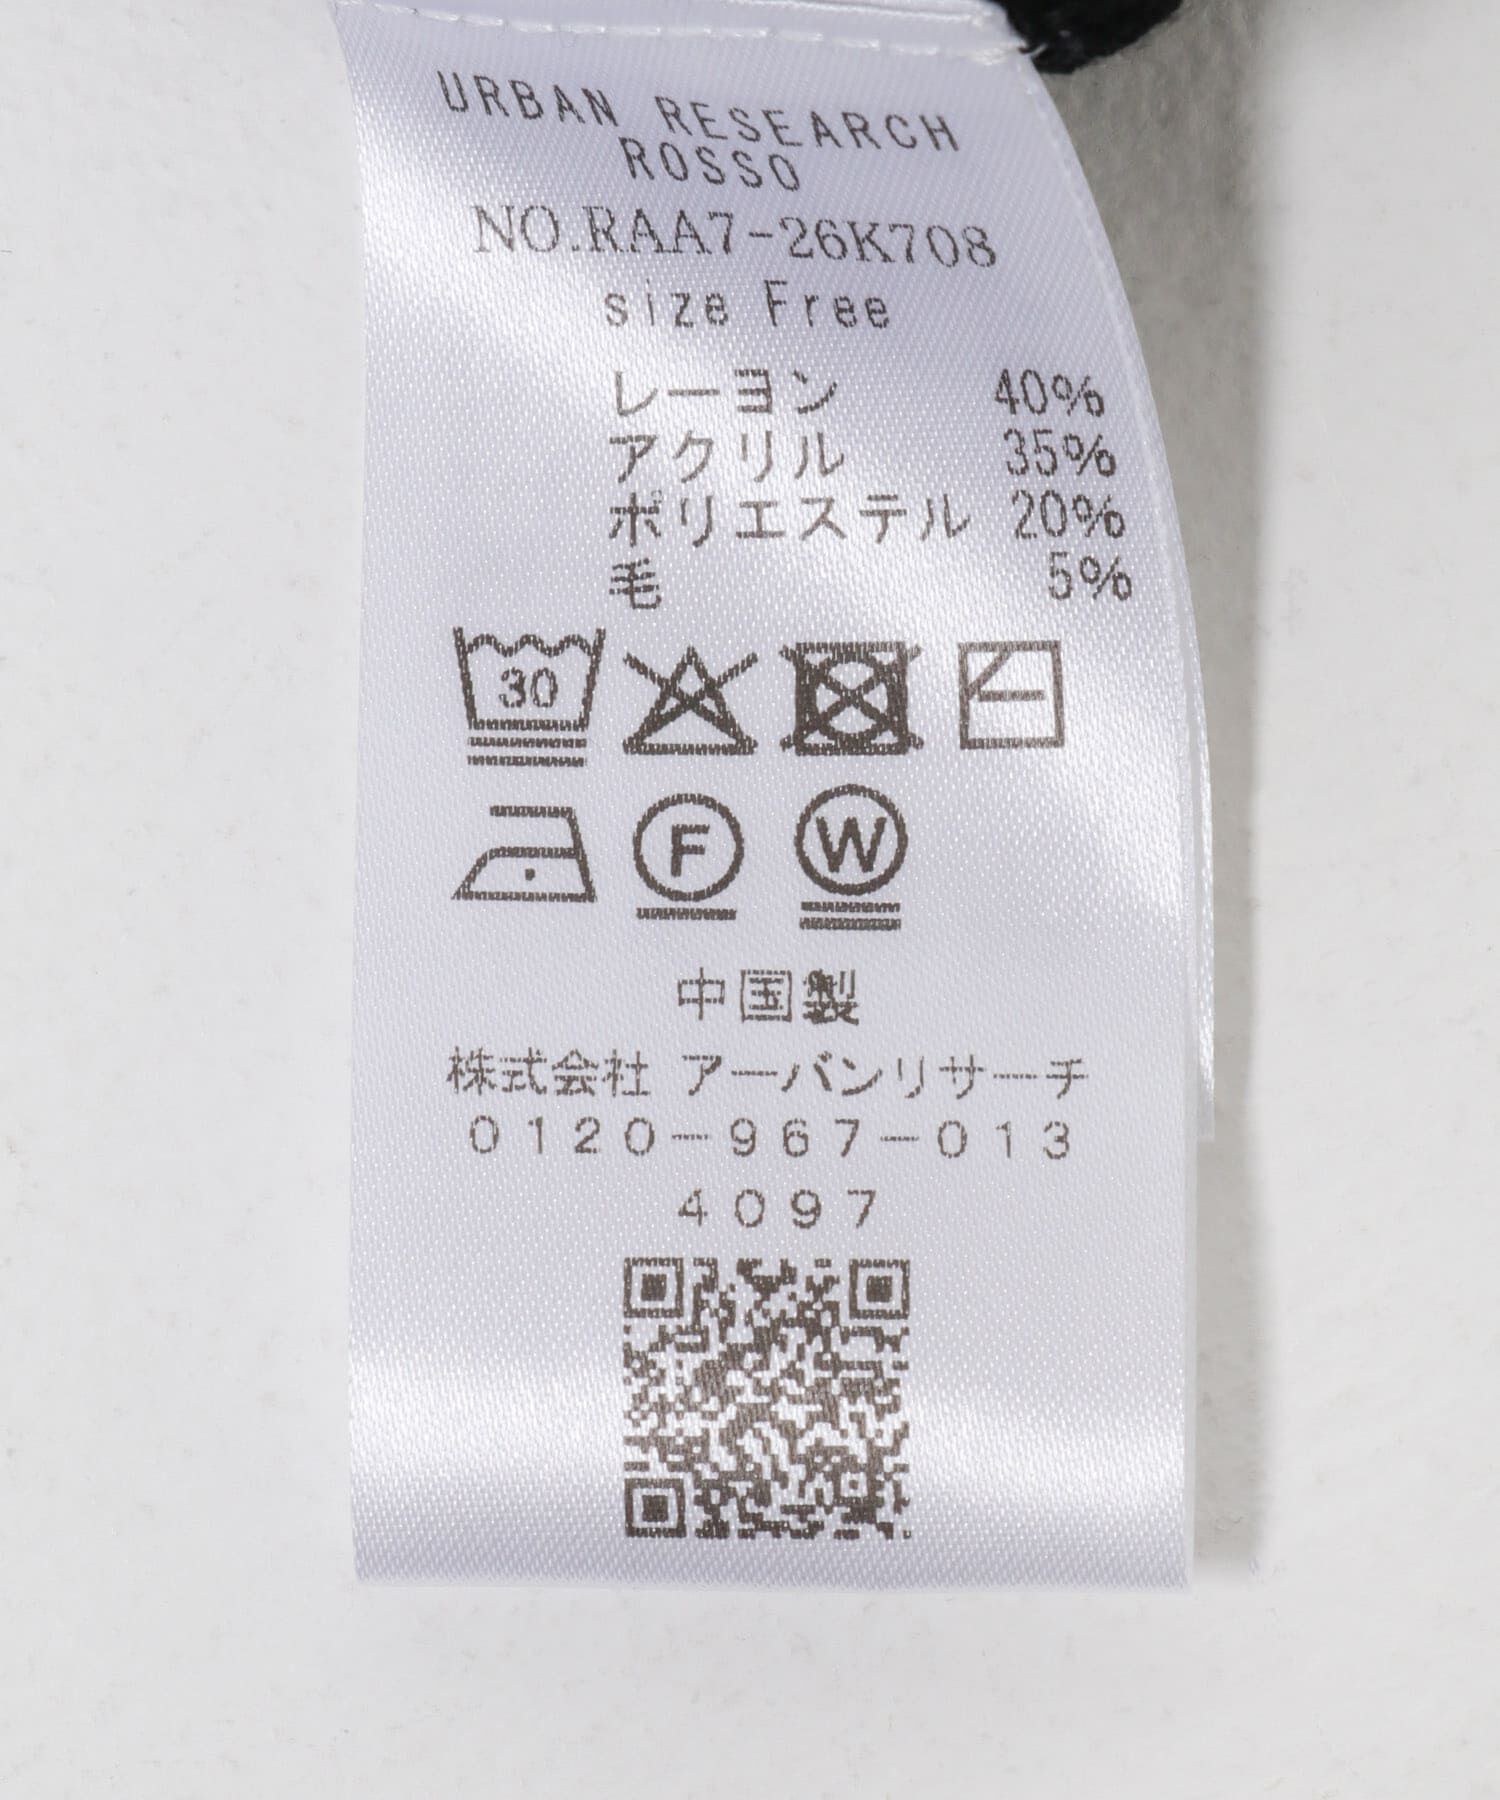 URBAN RESEARCH
ROSSO
NO.RAA7-26K708
size Free
レーヨン 40%
アクリル 35%
ポリエステル 20%
毛 5%
30
F W
中国製
株式会社 アーバンリサーチ
0120-967-013
4097